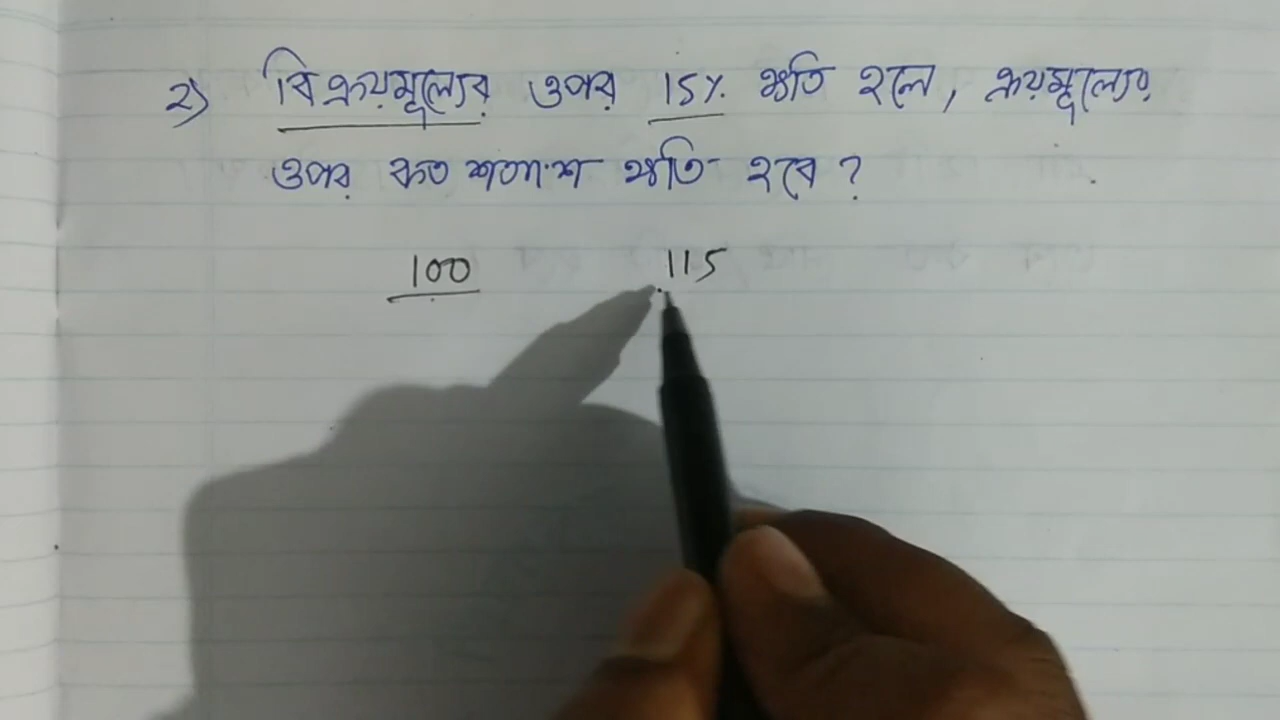 ২) বিক্রয়মূল্যের ওপর 15% ক্ষতি হলে, ক্রয়মূল্যের
ওপর কত শতাংশ ক্ষতি হবে ?
100 115